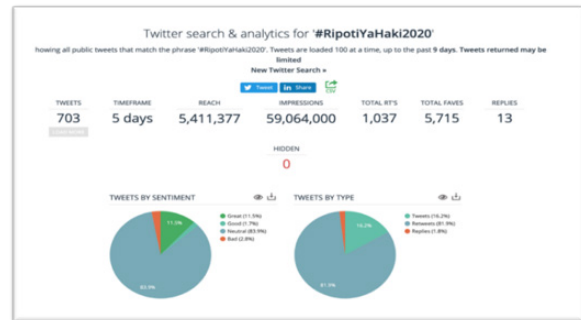 Twitter search & analytics for '#RipotiYaHaki2020'
howing all public tweets that match the phrase '#RipotiYaHaki2020'. Tweets are loaded 100 at a time, up to the past 9 days. Tweets returned may be
limited
New Twitter Search »
Tweet Share CSV
TWEETS TIMEFRAME REACH IMPRESSIONS TOTAL RT'S TOTAL FAVES REPLIES
703 5 days 5,411,377 59,064,000 1,037 5,715 13
HIDDEN
0
TWEETS BY SENTIMENT
11.5%
83.9%
Great (11.5%)
Good (1.7%)
Neutral (83.9%)
Bad (2.8%)
TWEETS BY TYPE
16.2%
81.9%
Tweets (16.2%)
Retweets (81.9%)
Replies (1.8%)